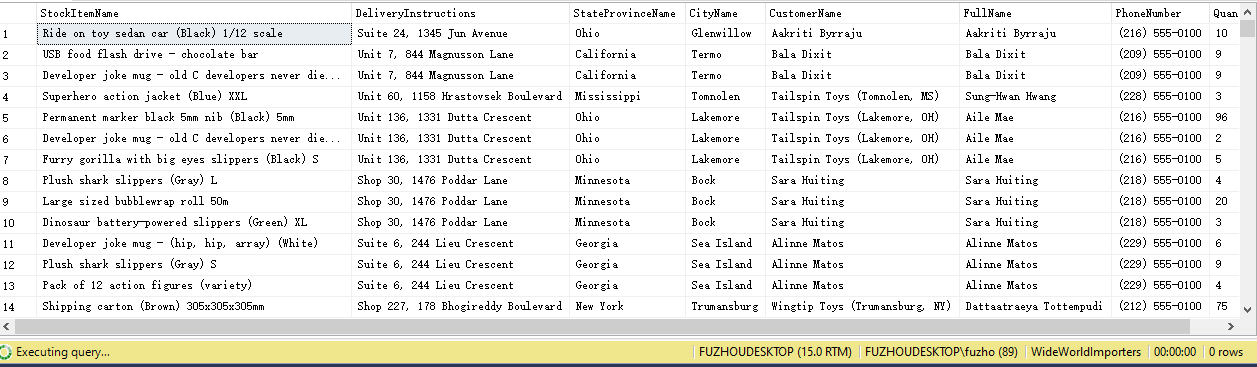 StockItemName DeliveryInstructions StateProvinceName CityName CustomerName FullName PhoneNumber Quan
1 Ride on toy sedan car (Black) 1/12 scale Suite 24, 1345 Jun Avenue Ohio Glenwillow Aakriti Byrraju Aakriti Byrraju (216) 555-0100 10
2 USB food flash drive - chocolate bar Unit 7, 844 Magnusson Lane California Termo Bala Dixit Bala Dixit (209) 555-0100 9
3 Developer joke mug - old C developers never die... Unit 7, 844 Magnusson Lane California Termo Bala Dixit Bala Dixit (209) 555-0100 9
4 Superhero action jacket (Blue) XXL Unit 60, 1158 Hrastovsek Boulevard Mississippi Tomnolen Tailspin Toys (Tomnolen, MS) Sung-Hwan Hwang (228) 555-0100 3
5 Permanent marker black 5mm nib (Black) 5mm Unit 136, 1331 Dutta Crescent Ohio Lakemore Tailspin Toys (Lakemore, OH) Aile Mae (216) 555-0100 96
6 Developer joke mug - old C developers never die... Unit 136, 1331 Dutta Crescent Ohio Lakemore Tailspin Toys (Lakemore, OH) Aile Mae (216) 555-0100 2
7 Furry gorilla with big eyes slippers (Black) S Unit 136, 1331 Dutta Crescent Ohio Lakemore Tailspin Toys (Lakemore, OH) Aile Mae (216) 555-0100 5
8 Plush shark slippers (Gray) L Shop 30, 1476 Poddar Lane Minnesota Bock Sara Huiting Sara Huiting (218) 555-0100 4
9 Large sized bubblewrap roll 50m Shop 30, 1476 Poddar Lane Minnesota Bock Sara Huiting Sara Huiting (218) 555-0100 20
10 Dinosaur battery-powered slippers (Green) XL Shop 30, 1476 Poddar Lane Minnesota Bock Sara Huiting Sara Huiting (218) 555-0100 3
11 Developer joke mug - (hip, hip, array) (White) Suite 6, 244 Lieu Crescent Georgia Sea Island Alinne Matos Alinne Matos (229) 555-0100 6
12 Plush shark slippers (Gray) S Suite 6, 244 Lieu Crescent Georgia Sea Island Alinne Matos Alinne Matos (229) 555-0100 9
13 Pack of 12 action figures (variety) Suite 6, 244 Lieu Crescent Georgia Sea Island Alinne Matos Alinne Matos (229) 555-0100 4
14 Shipping carton (Brown) 305x305x305mm Shop 227, 178 Bhogireddy Boulevard New York Trumansburg Wingtip Toys (Trumansburg, NY) Dattaatraeya Tottempudi (212) 555-0100 75
Executing query... FUZHOUDESKTOP (15.0 RTM) FUZHOUDESKTOP\fuzho (89) WideWorldImporters 00:00:00 0 rows